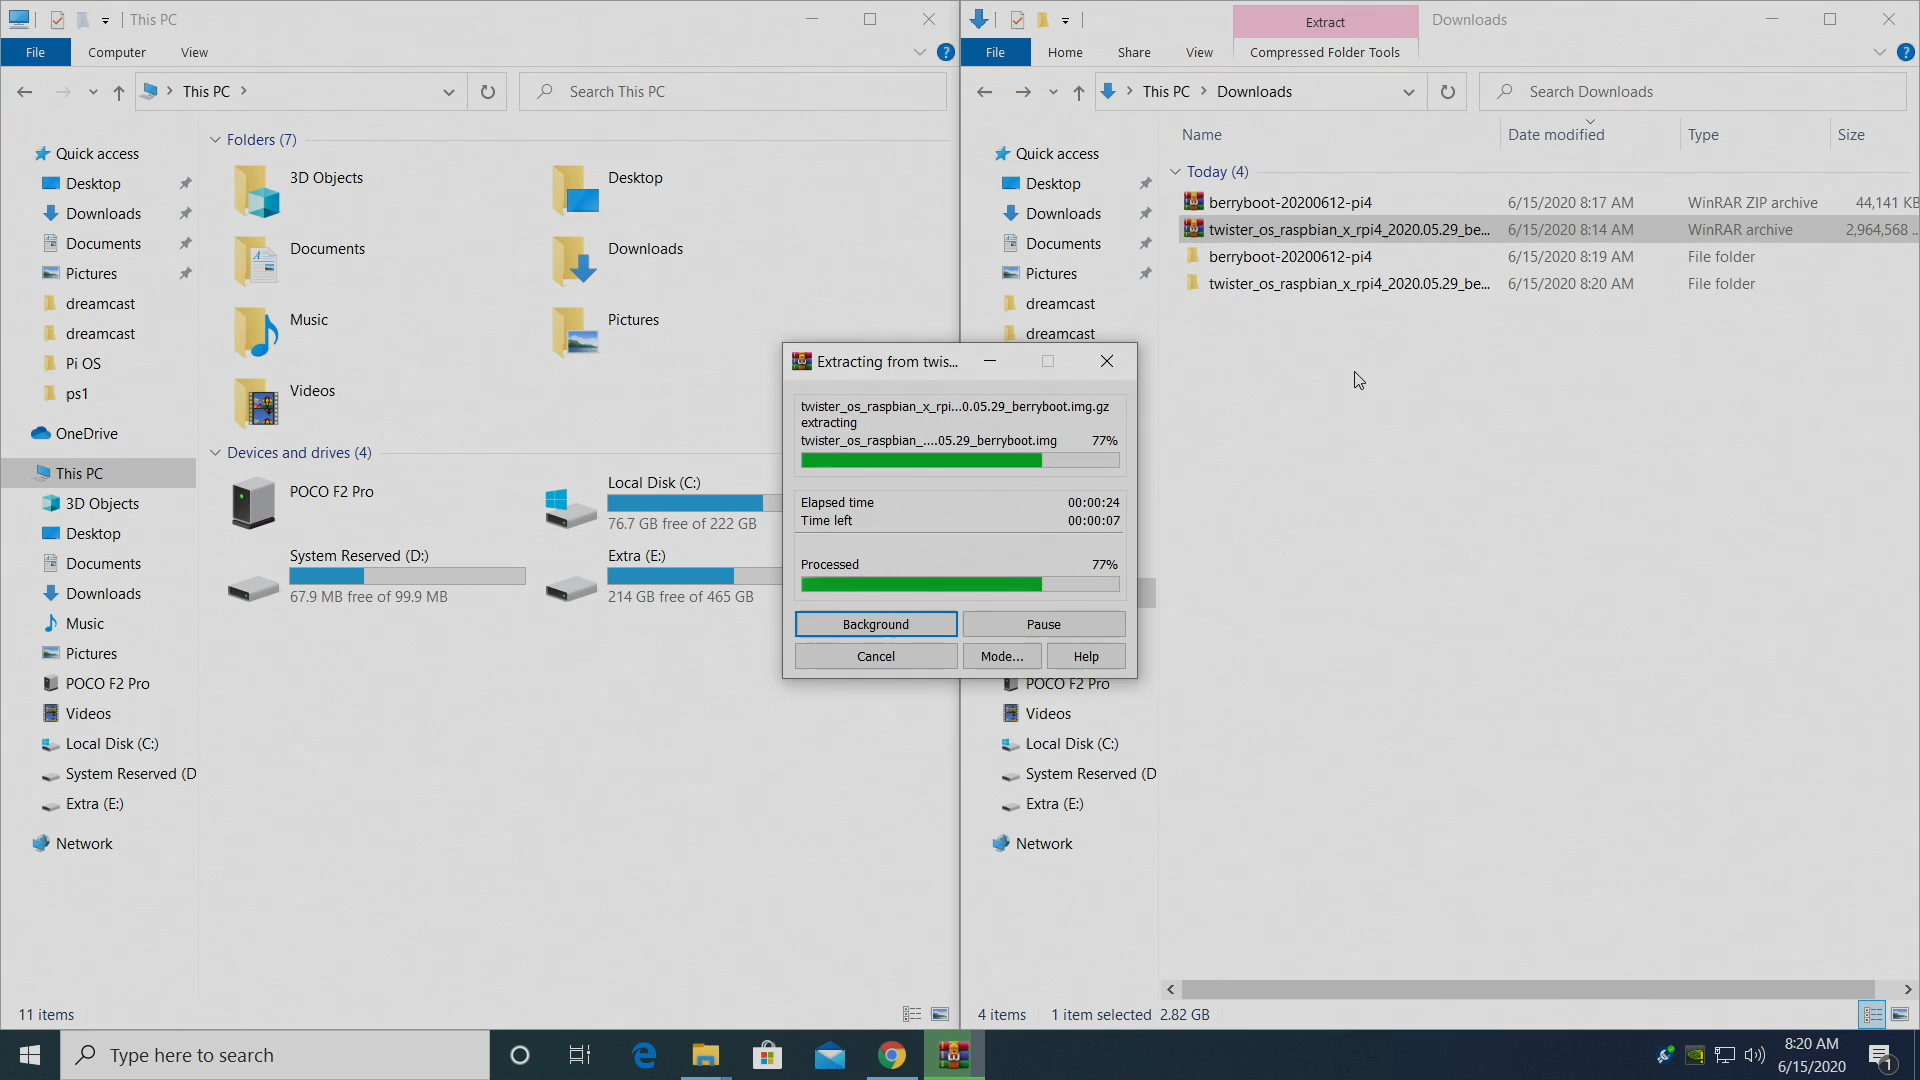 This PC
File
Computer
View
This PC
Search This PC
Quick access
Desktop
Downloads
Documents
Pictures
dreamcast
dreamcast
Pi OS
ps1
OneDrive
This PC
3D Objects
Desktop
Documents
Downloads
Music
Pictures
POCO F2 Pro
Videos
Local Disk (C:)
System Reserved (D
Extra (E:)
Network
Folders (7)
3D Objects
Desktop
Documents
Downloads
Music
Pictures
Videos
Devices and drives (4)
POCO F2 Pro
Local Disk (C:)
76.7 GB free of 222 GB
System Reserved (D:)
67.9 MB free of 99.9 MB
Extra (E:)
214 GB free of 465 GB
11 items
Extract
Downloads
File
Home
Share
View
Compressed Folder Tools
This PC
Downloads
Search Downloads
Quick access
Desktop
Downloads
Documents
Pictures
dreamcast
dreamcast
POCO F2 Pro
Videos
Local Disk (C:)
System Reserved (D
Extra (E:)
Network
Name Date modified Type Size
Today (4)
berryboot-20200612-pi4 6/15/2020 8:17 AM WinRAR ZIP archive 44,141 KB
twister_os_raspbian_x_rpi4_2020.05.29_be... 6/15/2020 8:14 AM WinRAR archive 2,964,568 ..
berryboot-20200612-pi4 6/15/2020 8:19 AM File folder
twister_os_raspbian_x_rpi4_2020.05.29_be... 6/15/2020 8:20 AM File folder
4 items 1 item selected 2.82 GB
Extracting from twis...
twister_os_raspbian_x_rpi...0.05.29_berryboot.img.gz
extracting
twister_os_raspbian_....05.29_berryboot.img 77%
Elapsed time 00:00:24
Time left 00:00:07
Processed 77%
Background
Pause
Cancel
Mode...
Help
Type here to search
8:20 AM
6/15/2020
1